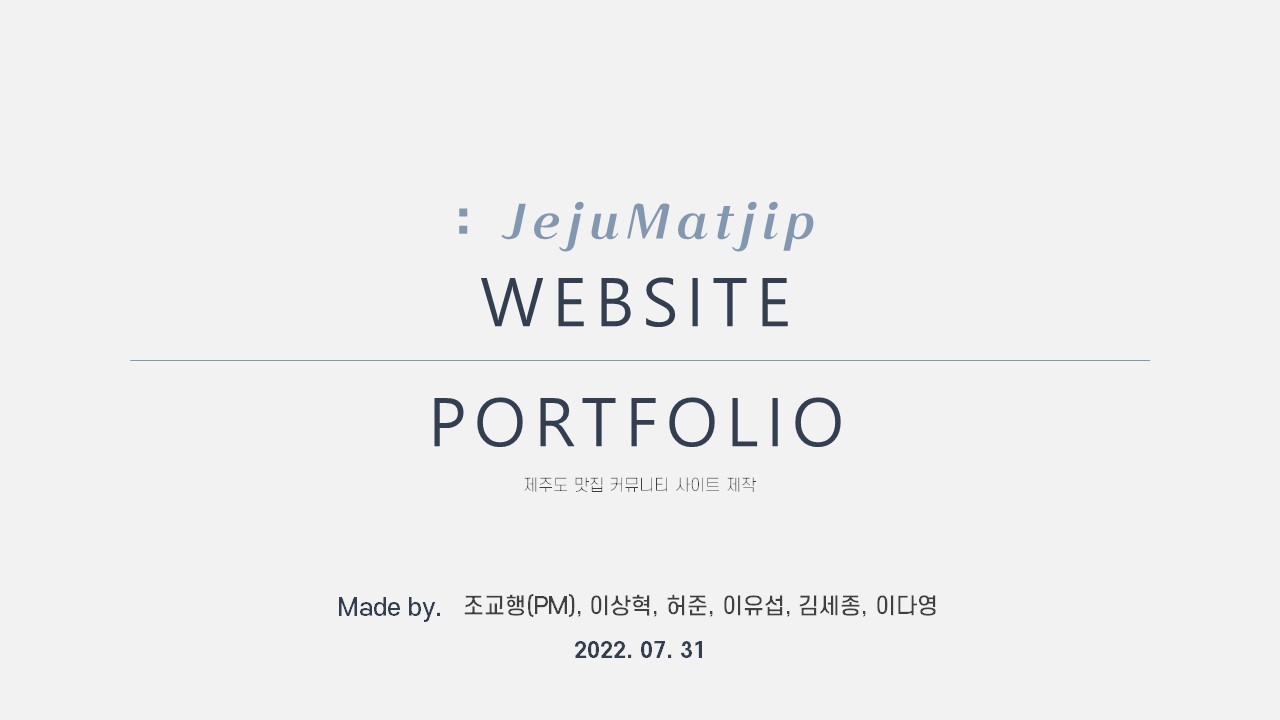 : JejuMatjip
WEBSITE
PORTFOLIO
제주도 맛집 커뮤니티 사이트 제작
Made by. 조교행(PM), 이상혁, 허준, 이유섭, 김세종, 이다영
2022. 07. 31